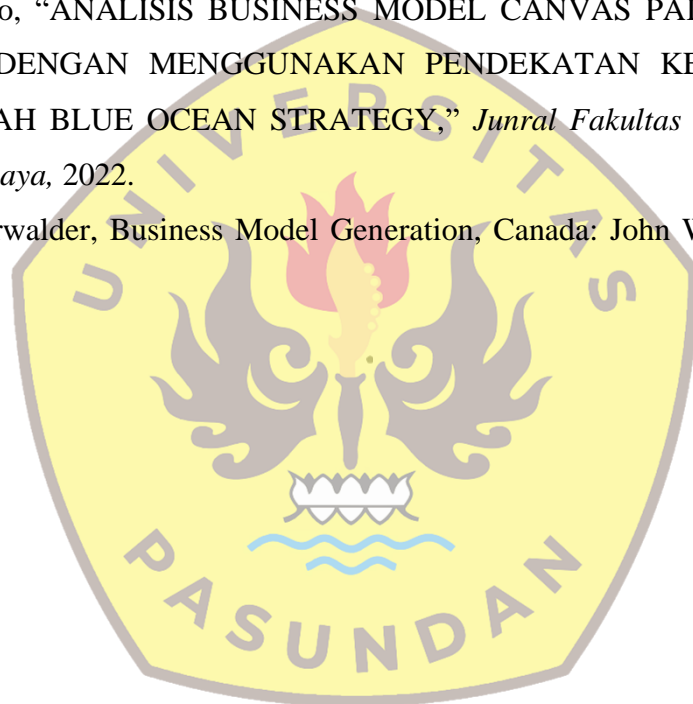 o, “ANALISIS BUSINESS MODEL CANVAS PA
DENGAN MENGGUNAKAN PENDEKATAN KE
AH BLUE OCEAN STRATEGY,” Junral Fakultas
aya, 2022.
rwalder, Business Model Generation, Canada: John W
UNIVERSITAS
PASUNDAN